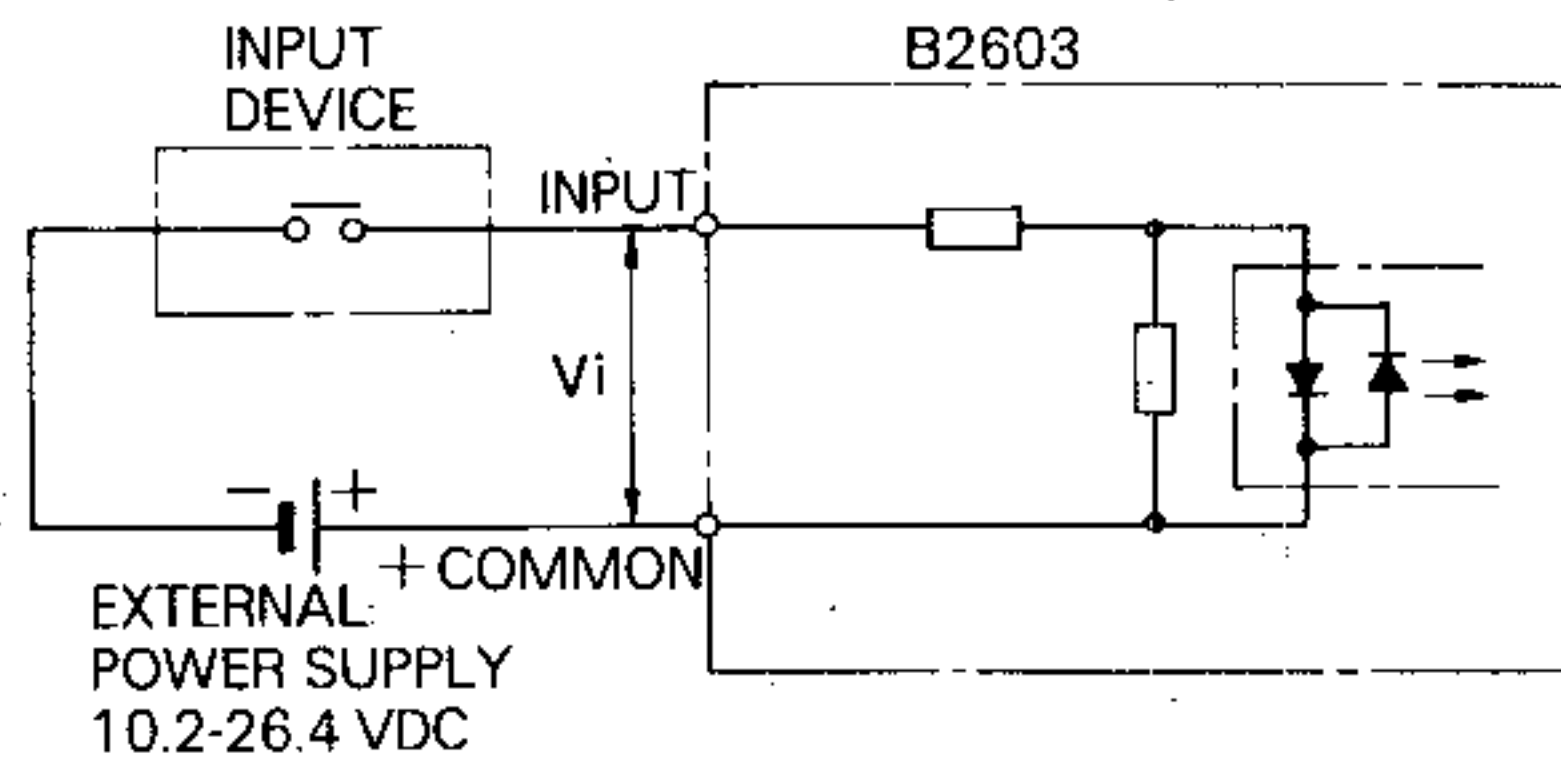 INPUT
DEVICE
B2603
INPUT
Vi
− +
+ COMMON
EXTERNAL
POWER SUPPLY
10.2-26.4 VDC